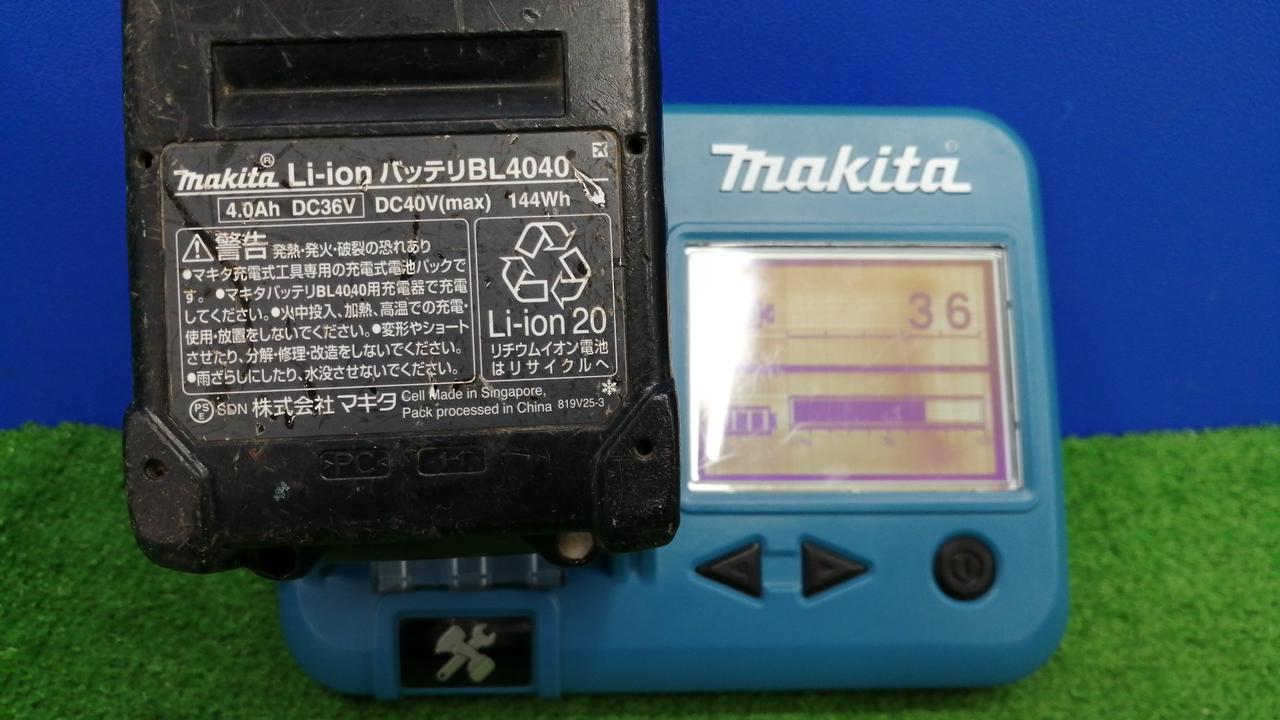 makita® Li-ion バッテリBL4040
4.0Ah DC36V DC40V(max) 144Wh
警告 発熱・発火・破裂の恐れあり
●マキタ充電式工具専用の充電式電池パックで
す。●マキタバッテリBL4040用充電器で充電
してください。●火中投入、加熱、高温での充電・
使用・放置をしないでください。●変形やショート
させたり、分解・修理・改造をしないでください。
●雨ざらしにしたり、水没させないでください。
Li-ion 20
リチウムイオン電池
はリサイクルへ
PS
E
SDN 株式会社マキタ
Cell Made in Singapore,
Pack processed in China 819V25-3
>PC<
makita
36